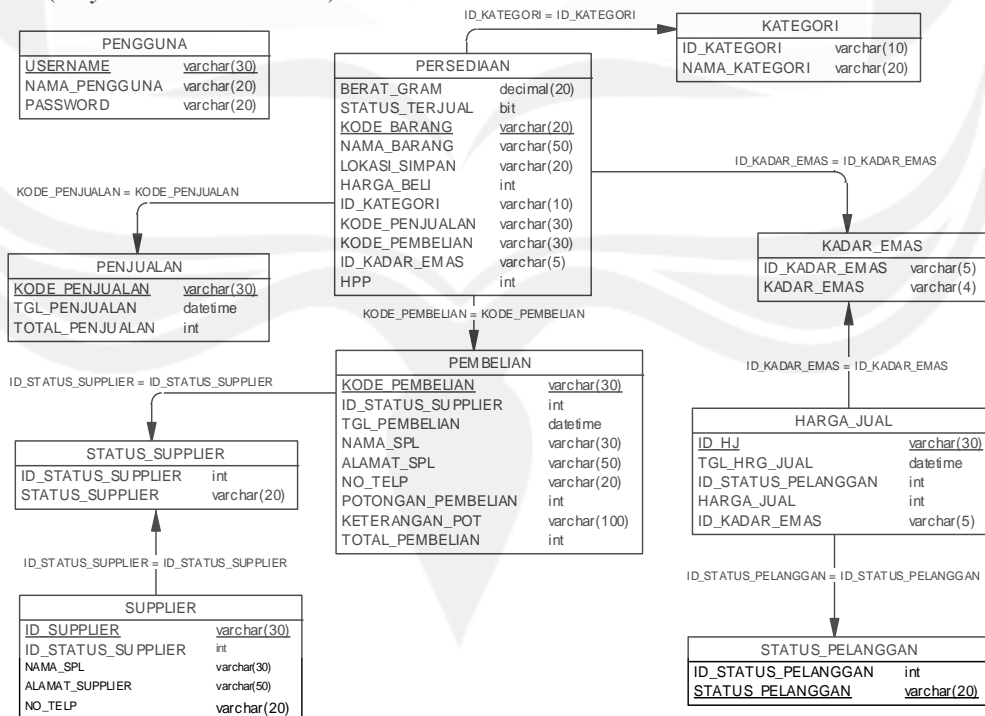 ID_KATEGORI = ID_KATEGORI
KATEGORI
ID_KATEGORI varchar(10)
NAMA_KATEGORI varchar(20)
PENGGUNA
USERNAME varchar(30)
NAMA_PENGGUNA varchar(20)
PASSWORD varchar(20)
PERSEDIAAN
BERAT_GRAM decimal(20)
STATUS_TERJUAL bit
KODE_BARANG varchar(20)
NAMA_BARANG varchar(50)
LOKASI_SIMPAN varchar(20)
HARGA_BELI int
ID_KATEGORI varchar(10)
KODE_PENJUALAN varchar(30)
KODE_PEMBELIAN varchar(30)
ID_KADAR_EMAS varchar(5)
HPP int
ID_KADAR_EMAS = ID_KADAR_EMAS
KODE_PENJUALAN = KODE_PENJUALAN
PENJUALAN
KODE_PENJUALAN varchar(30)
TGL_PENJUALAN datetime
TOTAL_PENJUALAN int
KADAR_EMAS
ID_KADAR_EMAS varchar(5)
KADAR_EMAS varchar(4)
KODE_PEMBELIAN = KODE_PEMBELIAN
PEMBELIAN
KODE_PEMBELIAN varchar(30)
ID_STATUS_SUPPLIER int
TGL_PEMBELIAN datetime
NAMA_SPL varchar(30)
ALAMAT_SPL varchar(50)
NO_TELP varchar(20)
POTONGAN_PEMBELIAN int
KETERANGAN_POT varchar(100)
TOTAL_PEMBELIAN int
ID_STATUS_SUPPLIER = ID_STATUS_SUPPLIER
ID_KADAR_EMAS = ID_KADAR_EMAS
STATUS_SUPPLIER
ID_STATUS_SUPPLIER int
STATUS_SUPPLIER varchar(20)
HARGA_JUAL
ID_HJ varchar(30)
TGL_HRG_JUAL datetime
ID_STATUS_PELANGGAN int
HARGA_JUAL int
ID_KADAR_EMAS varchar(5)
ID_STATUS_SUPPLIER = ID_STATUS_SUPPLIER
ID_STATUS_PELANGGAN = ID_STATUS_PELANGGAN
SUPPLIER
ID_SUPPLIER varchar(30)
ID_STATUS_SUPPLIER int
NAMA_SPL varchar(30)
ALAMAT_SUPPLIER varchar(50)
NO_TELP varchar(20)
STATUS_PELANGGAN
ID_STATUS_PELANGGAN int
STATUS_PELANGGAN varchar(20)